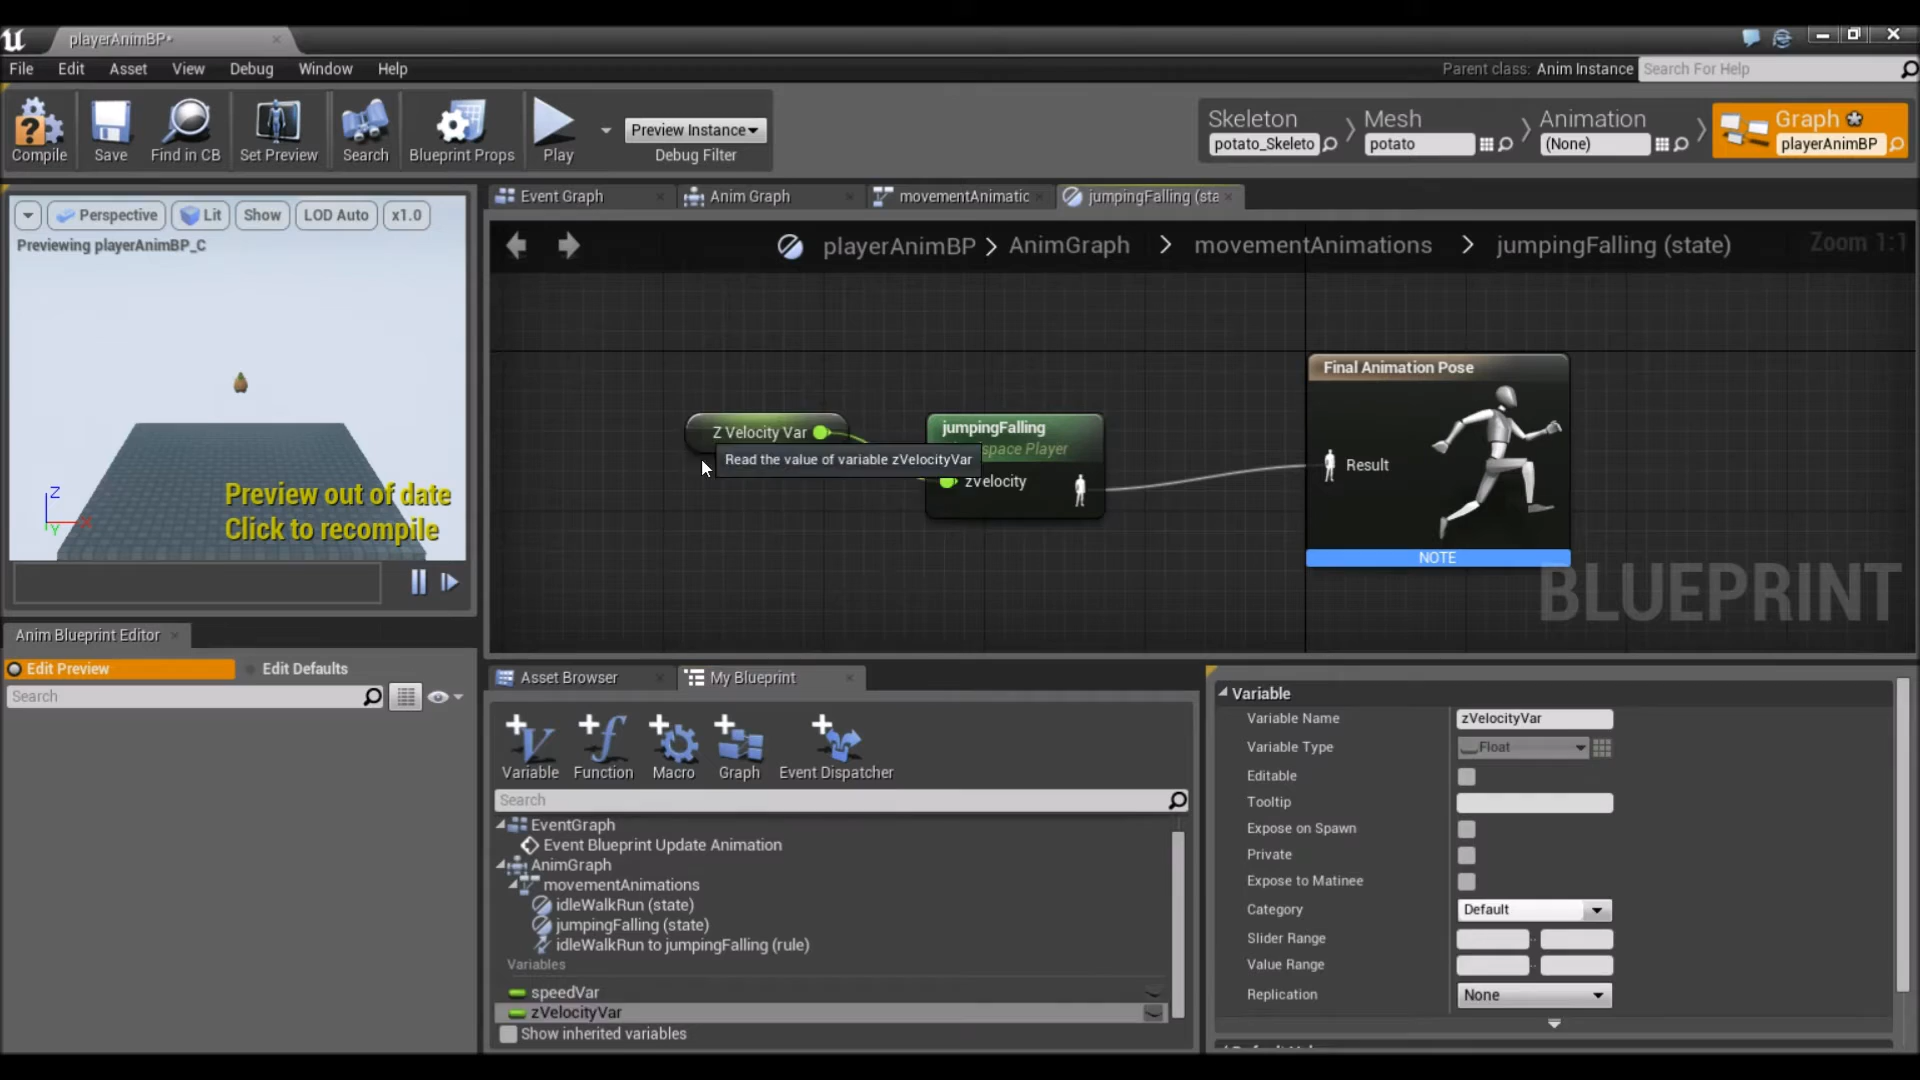 playerAnimBP*
File Edit Asset View Debug Window Help
Parent class: Anim Instance Search For Help
Compile Save Find in CB Set Preview Search Blueprint Props Play
Preview Instance
Debug Filter
Skeleton
potato_Skeleto
Mesh
potato
Animation
(None)
Graph
playerAnimBP
Perspective Lit Show LOD Auto x1.0
Previewing playerAnimBP_C
Z
X
Y
Preview out of date
Click to recompile
Event Graph
Anim Graph
movementAnimatic
jumpingFalling (sta
playerAnimBP > AnimGraph > movementAnimations > jumpingFalling (state)
Zoom 1:1
Z Velocity Var
Read the value of variable zVelocityVar
jumpingFalling
space Player
zVelocity
Final Animation Pose
Result
NOTE
BLUEPRINT
Anim Blueprint Editor
Edit Preview
Edit Defaults
Search
Asset Browser
My Blueprint
Variable Function Macro Graph Event Dispatcher
Search
EventGraph
Event Blueprint Update Animation
AnimGraph
movementAnimations
idleWalkRun (state)
jumpingFalling (state)
idleWalkRun to jumpingFalling (rule)
Variables
speedVar
zVelocityVar
Show inherited variables
Variable
Variable Name zVelocityVar
Variable Type Float
Editable
Tooltip
Expose on Spawn
Private
Expose to Matinee
Category Default
Slider Range
Value Range
Replication None